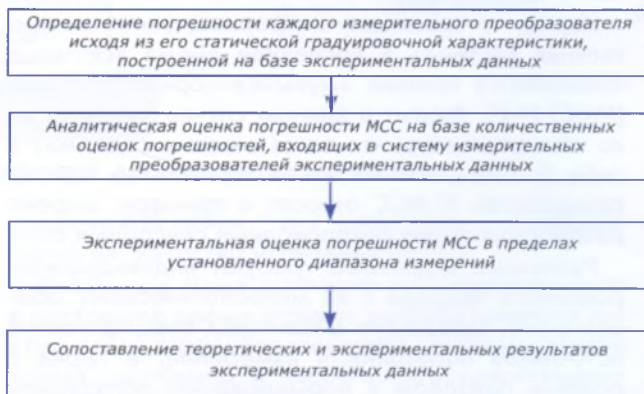 Определение погрешности каждого измерительного преобразователя
исходя из его статической градуировочной характеристики,
построенной на базе экспериментальных данных
Аналитическая оценка погрешности МСС на базе количественных
оценок погрешностей, входящих в систему измерительных
преобразователей экспериментальных данных
Экспериментальная оценка погрешности МСС в пределах
установленного диапазона измерений
Сопоставление теоретических и экспериментальных результатов
экспериментальных данных